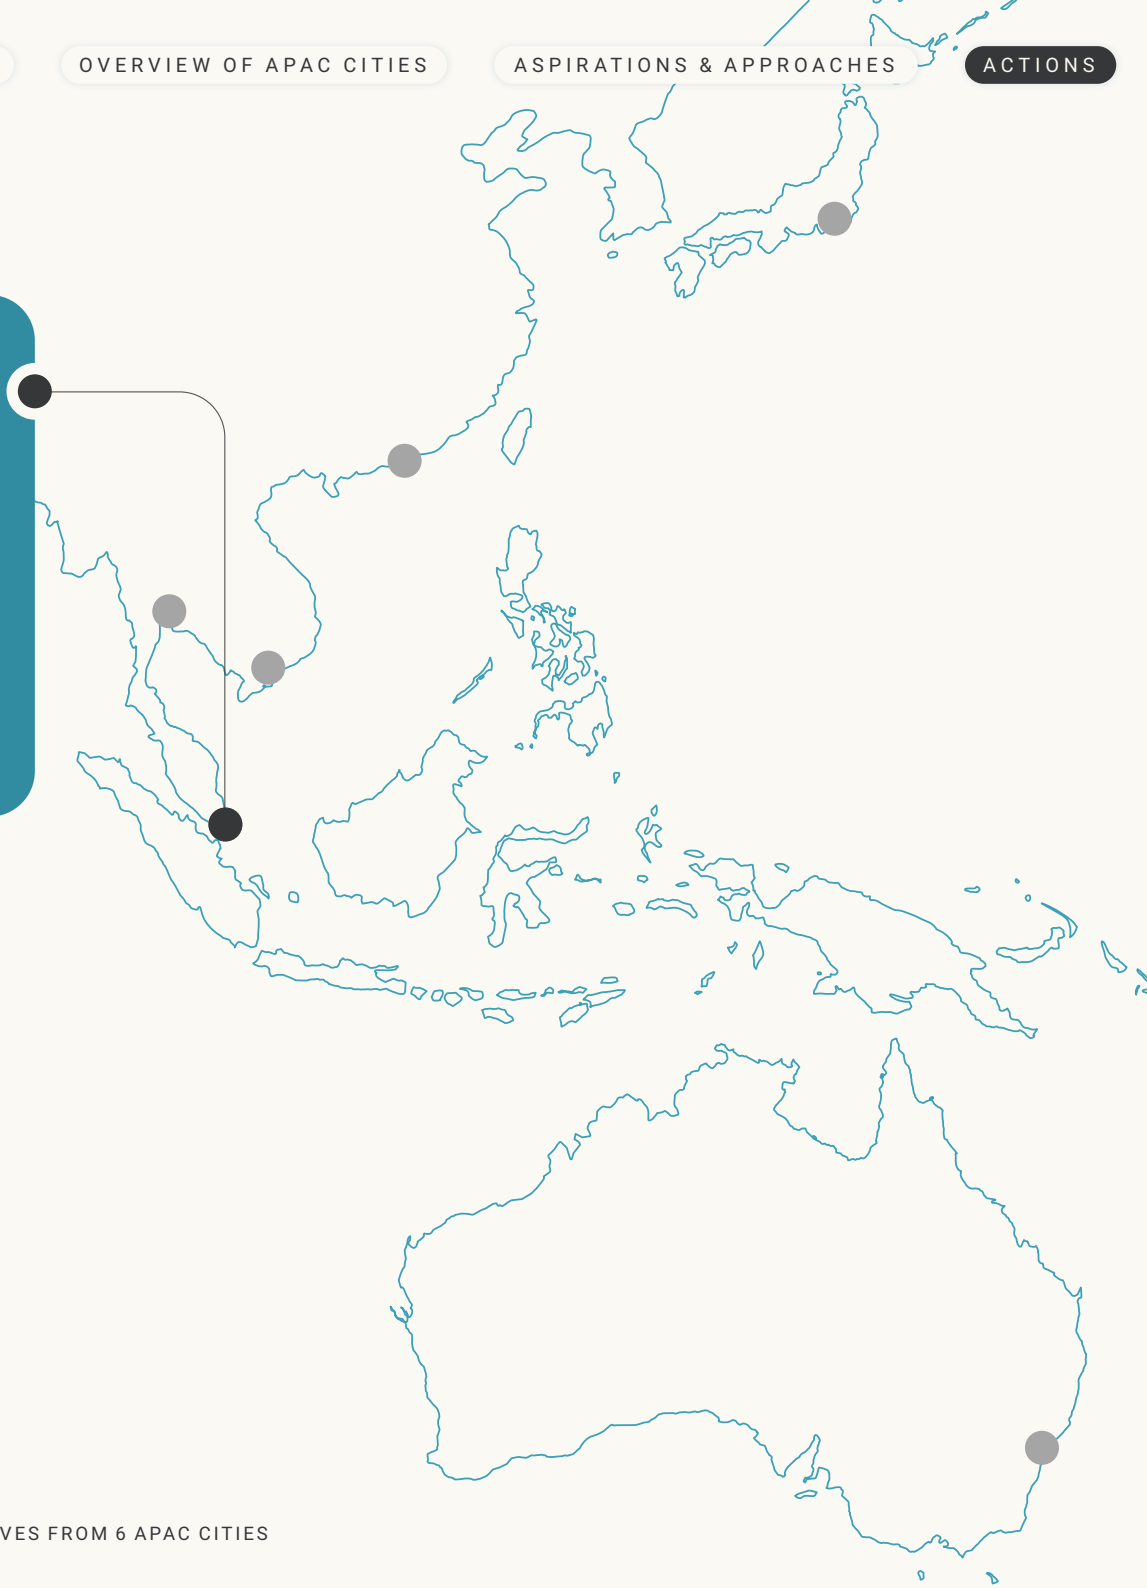 OVERVIEW OF APAC CITIES
ASPIRATIONS & APPROACHES
ACTIONS
VES FROM 6 APAC CITIES